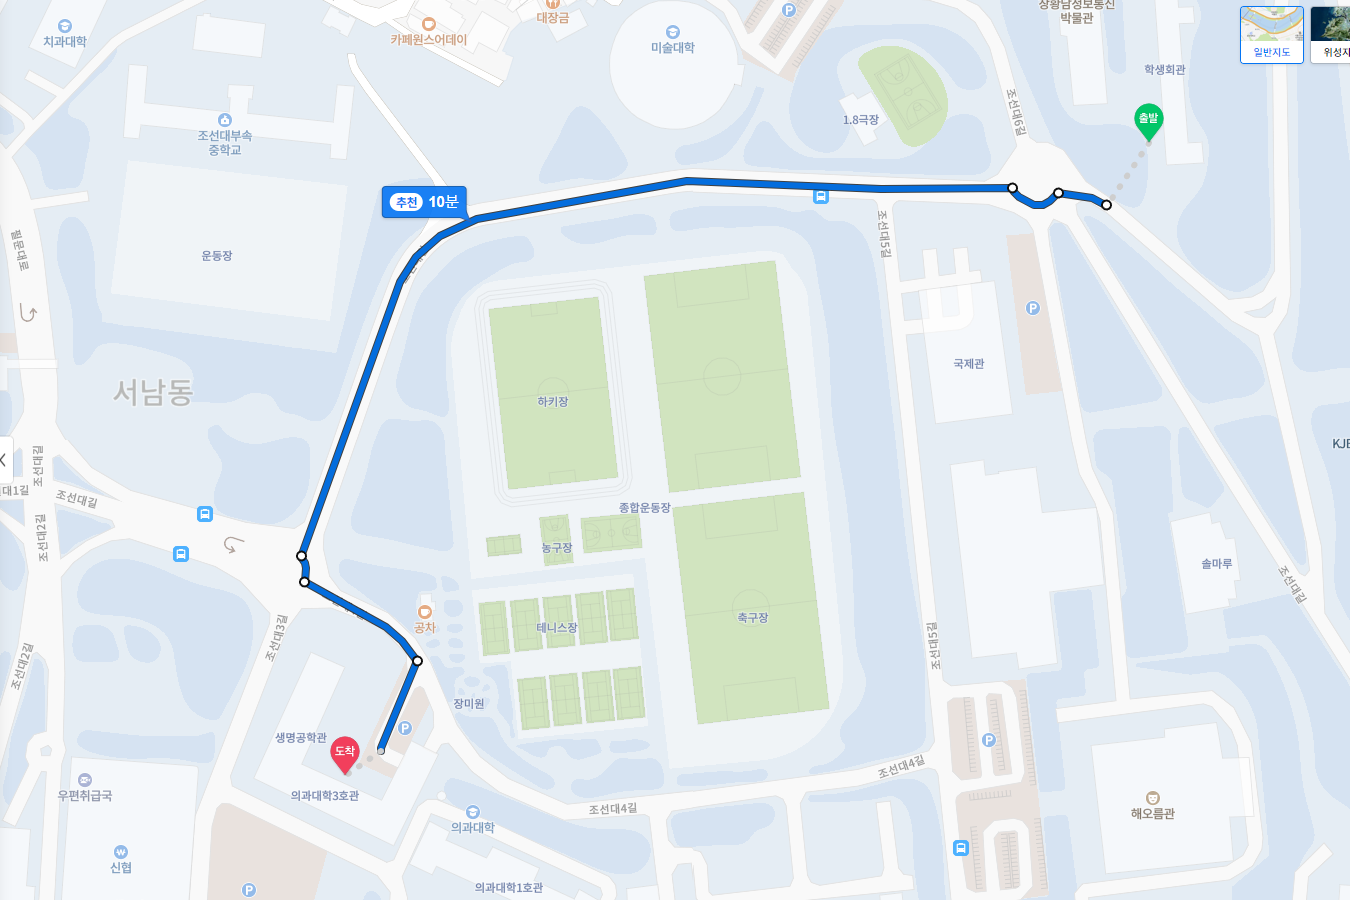 치과대학
카페원스어데이
대장금
미술대학
장황남정보통신
박물관
일반지도
위성지
학생회관
출발
조선대6길
1.8극장
조선대부속
중학교
추천 10분
조선대5길
운동장
필문대로
국제관
서남동
하키장
KJE
조선대길
대1길
조선대길
조선대2길
종합운동장
농구장
솔마루
조선대길
공차
테니스장
축구장
조선대3길
조선대5길
조선대2길
장미원
생명공학관
도착
조선대4길
우편취급국
의과대학3호관
조선대4길
해오름관
의과대학
신협
의과대학1호관